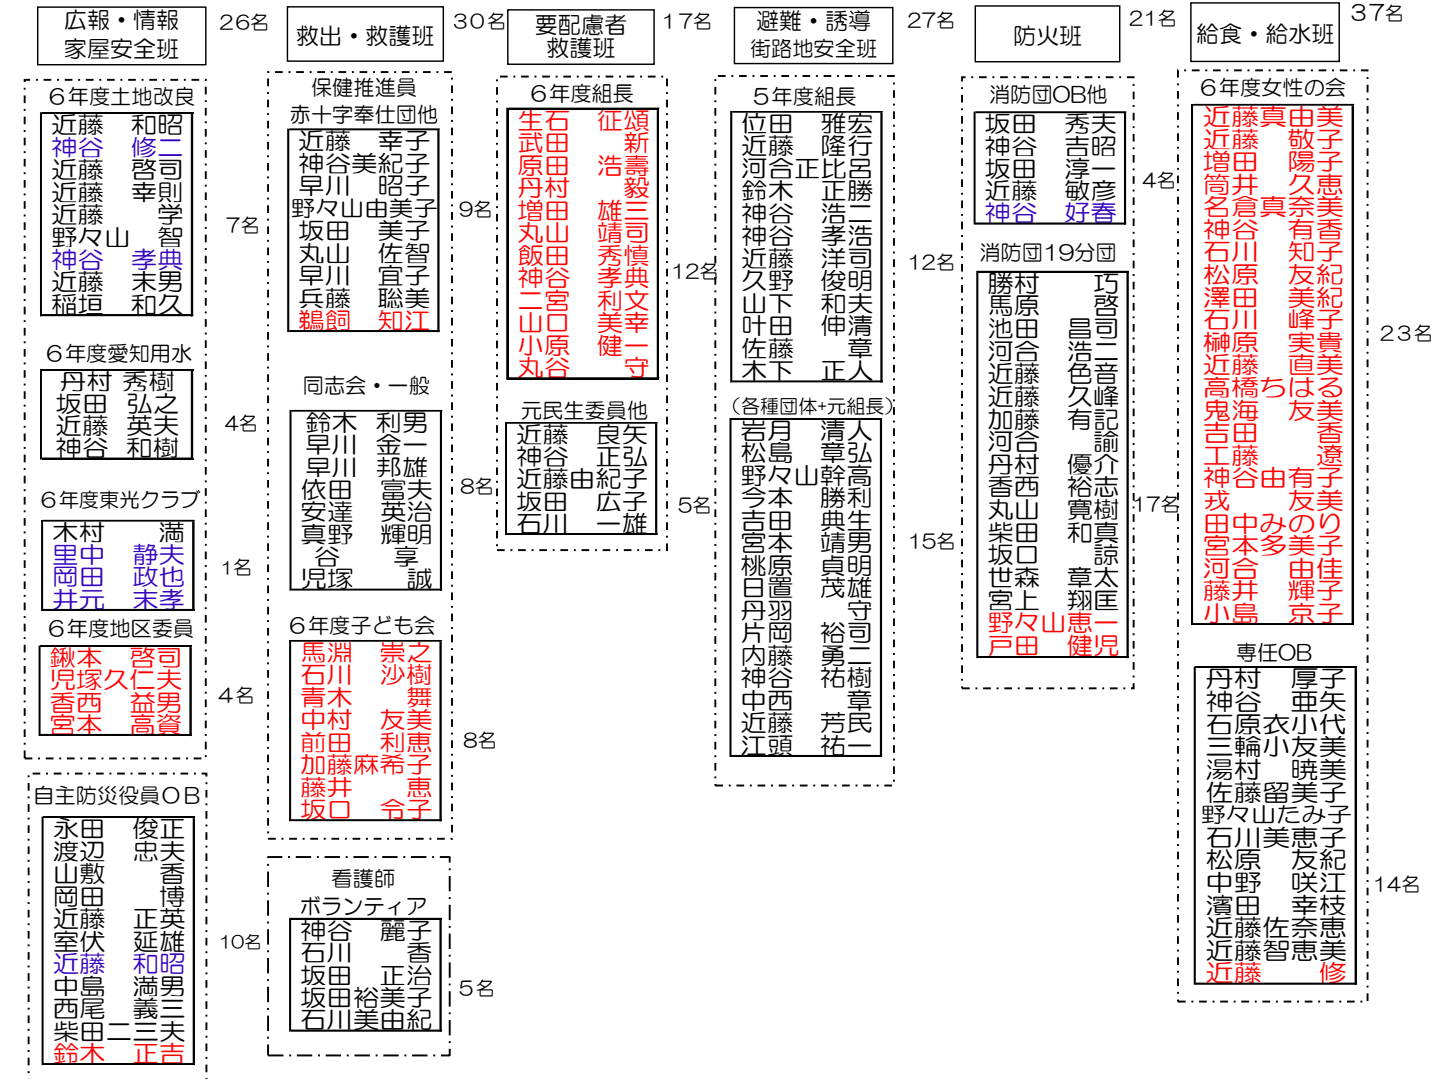 広報・情報
家屋安全班
26名
6年度土地改良
近藤 和昭
神谷 修二
近藤 啓司
近藤 幸則
近藤 学
野々山 智
神谷 孝典
近藤 末男
稲垣 和久
7名
6年度愛知用水
丹村 秀樹
坂田 弘之
近藤 英夫
神谷 和樹
4名
6年度東光クラブ
木村 満
里中 静夫
岡田 政也
井元 末孝
1名
6年度地区委員
鍬本 啓司
児塚久仁夫
香西 益男
宮本 高資
4名
自主防災役員OB
永田 俊正
渡辺 忠夫
山敷 香
岡田 博
近藤 正英
室伏 延雄
近藤 和昭
中島 満男
西尾 義三
柴田二三夫
鈴木 正吉
10名
救出・救護班
30名
保健推進員
赤十字奉仕団他
近藤 幸子
神谷美紀子
早川 昭子
野々山由美子
坂田 美子
丸山 佐智
早川 宜子
兵藤 聡美
鵜飼 知江
9名
同志会・一般
鈴木 利男
早川 金一
早川 邦雄
依田 富夫
安達 英治
真野 輝明
谷 享
児塚 誠
8名
6年度子ども会
馬淵 崇之
石川 沙樹
青木 舞
中村 友美
前田 利恵
加藤麻希子
藤井 恵
坂口 令子
8名
看護師
ボランティア
神谷 麗子
石川 香
坂田 正治
坂田裕美子
石川美由紀
5名
要配慮者
救護班
17名
6年度組長
生石 征頌
武田 新
原田 浩壽
丹村 毅
増田 雄三
丸山 靖司
飯田 秀慎
神谷 孝典
二宮 利文
山口 美幸
小原 健一
丸谷 守
12名
元民生委員他
近藤 良矢
神谷 正弘
近藤由紀子
坂田 広子
石川 一雄
5名
避難・誘導
街路地安全班
27名
5年度組長
位田 雅宏
近藤 隆行
河合正比呂
鈴木 正勝
神谷 浩二
神谷 孝浩
近藤 洋司
久野 俊明
山下 和夫
叶田 伸清
佐藤 章
木下 正人
12名
(各種団体+元組長)
岩月 清人
松島 章弘
野々山幹高
今本 勝利
吉田 典生
宮本 靖男
桃原 貞明
日置 茂雄
丹羽 守
片岡 裕司
内藤 勇二
神谷 祐樹
中西 章
近藤 芳民
江頭 祐一
15名
防火班
21名
消防団OB他
坂田 秀夫
神谷 吉昭
坂田 淳一
近藤 敏彦
神谷 好春
4名
消防団19分団
勝村 巧
馬原 啓
池田 昌司
河合 浩二
近藤 色音
近藤 久峰
加藤 有記
河合 諭
丹村 優介
香西 裕志
丸山 寛樹
柴田 和真
坂口 諒
世森 章太
宮上 翔匡
野々山恵一
戸田 健児
17名
給食・給水班
37名
6年度女性の会
近藤真由美
近藤 敬子
増田 陽子
筒井 久恵
名倉真奈美
神谷 有香
石川 知子
松原 友紀
澤田 美紀
石川 峰子
榊原 実貴
近藤 直美
高橋ちはる
鬼海 友美
吉田 香
工藤 遼
神谷由有子
戎 友美
田中みのり
宮本多美子
河合 由佳
藤井 輝子
小島 京子
23名
専任OB
丹村 厚子
神谷 亜矢
石原衣小代
三輪小友美
湯村 暁美
佐藤留美子
野々山たみ子
石川美恵子
松原 友紀
中野 咲江
濱田 幸枝
近藤佐奈恵
近藤智恵美
近藤 修
14名